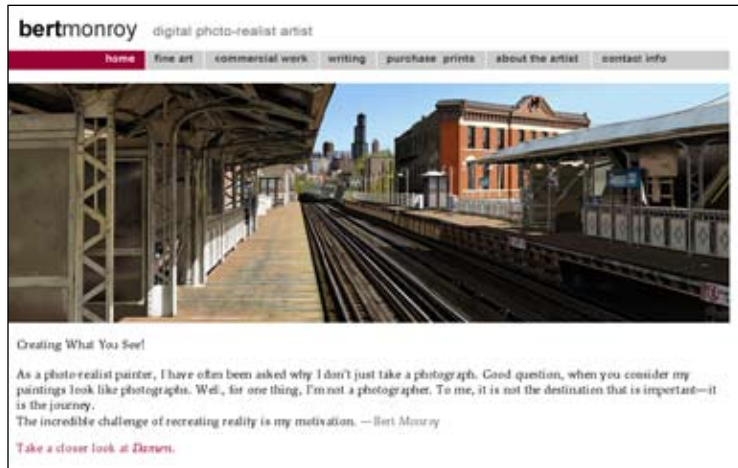 bertmonroy digital photo-realist artist
home fine art commercial work writing purchase prints about the artist contact info
Creating What You See!
As a photo-realist painter, I have often been asked why I don't just take a photograph. Good question, when you consider my
paintings look like photographs. Well, for one thing, I'm not a photographer. To me, it is not the destination that is important—it
is the journey.
The incredible challenge of recreating reality is my motivation. —Bert Monroy
Take a closer look at Damen.